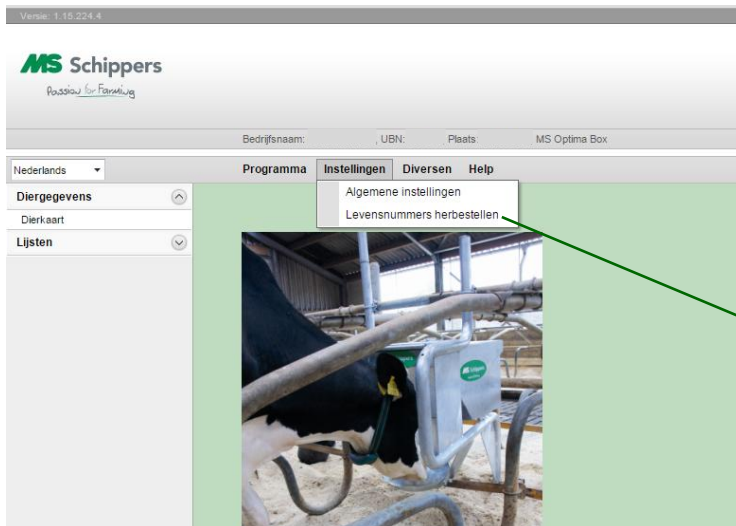 Versie: 1.15.224.4
MS Schippers
Passion for Farming
Bedrijfsnaam: , UBN: , Plaats: MS Optima Box
Nederlands Programma Instellingen Diversen Help
Algemene instellingen
Levensnummers herbestellen
Diergegevens
Dierkaart
Lijsten